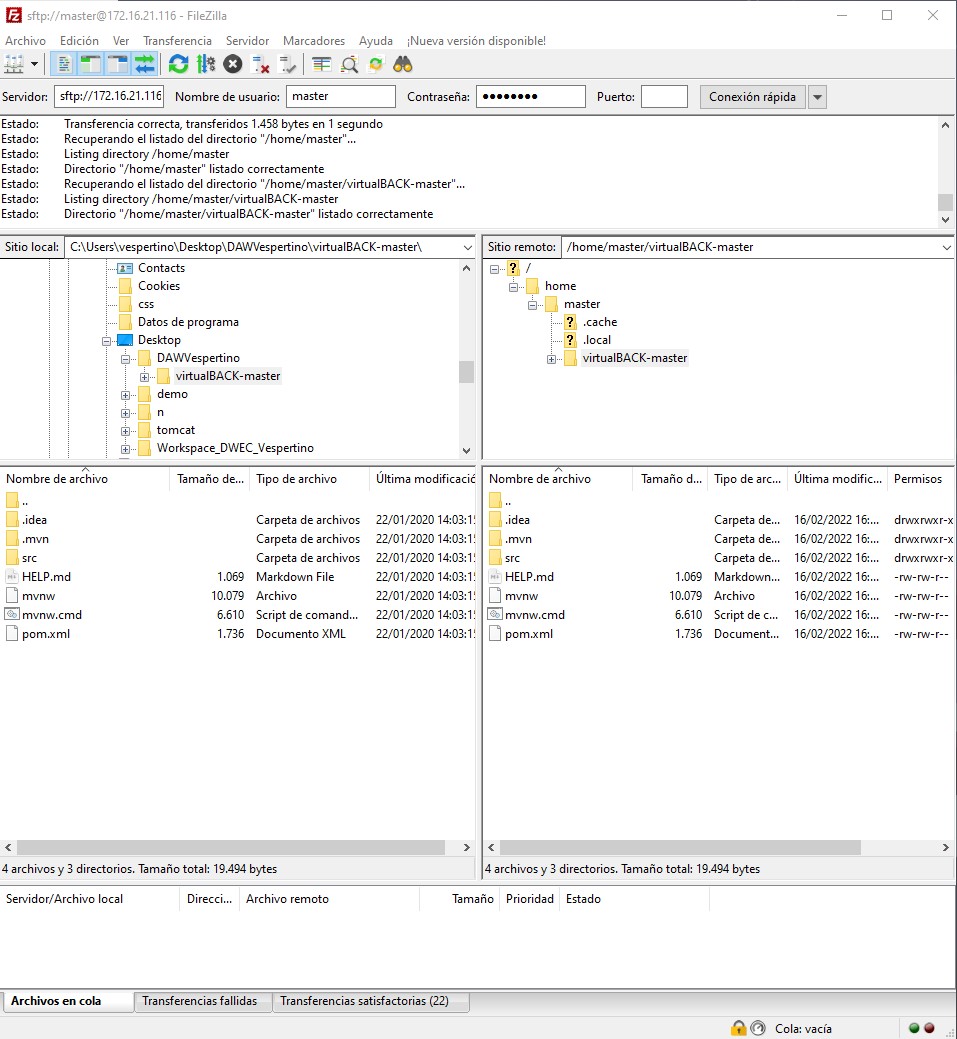 sftp://master@172.16.21.116 - FileZilla
Archivo Edición Ver Transferencia Servidor Marcadores Ayuda ¡Nueva versión disponible!
Servidor: sftp://172.16.21.116 Nombre de usuario: master Contraseña: ●●●●●●●● Puerto: Conexión rápida
Estado: Transferencia correcta, transferidos 1.458 bytes en 1 segundo
Estado: Recuperando el listado del directorio "/home/master"...
Estado: Listing directory /home/master
Estado: Directorio "/home/master" listado correctamente
Estado: Recuperando el listado del directorio "/home/master/virtualBACK-master"...
Estado: Listing directory /home/master/virtualBACK-master
Estado: Directorio "/home/master/virtualBACK-master" listado correctamente
Sitio local: C:\Users\vespertino\Desktop\DAWVespertino\virtualBACK-master\
Contacts
Cookies
css
Datos de programa
Desktop
DAWVespertino
virtualBACK-master
demo
n
tomcat
Workspace_DWEC_Vespertino
Sitio remoto: /home/master/virtualBACK-master
/
home
master
.cache
.local
virtualBACK-master
Nombre de archivo Tamaño de... Tipo de archivo Última modificació
..
.idea Carpeta de archivos 22/01/2020 14:03:15
.mvn Carpeta de archivos 22/01/2020 14:03:15
src Carpeta de archivos 22/01/2020 14:03:15
HELP.md 1.069 Markdown File 22/01/2020 14:03:15
mvnw 10.079 Archivo 22/01/2020 14:03:15
mvnw.cmd 6.610 Script de comand... 22/01/2020 14:03:15
pom.xml 1.736 Documento XML 22/01/2020 14:03:15
4 archivos y 3 directorios. Tamaño total: 19.494 bytes
Nombre de archivo Tamaño d... Tipo de arc... Última modific... Permisos
..
.idea Carpeta de... 16/02/2022 16:... drwxrwxr-x
.mvn Carpeta de... 16/02/2022 16:... drwxrwxr-x
src Carpeta de... 16/02/2022 16:... drwxrwxr-x
HELP.md 1.069 Markdown... 16/02/2022 16:... -rw-rw-r--
mvnw 10.079 Archivo 16/02/2022 16:... -rw-rw-r--
mvnw.cmd 6.610 Script de c... 16/02/2022 16:... -rw-rw-r--
pom.xml 1.736 Document... 16/02/2022 16:... -rw-rw-r--
4 archivos y 3 directorios. Tamaño total: 19.494 bytes
Servidor/Archivo local Direcci... Archivo remoto Tamaño Prioridad Estado
Archivos en cola Transferencias fallidas Transferencias satisfactorias (22)
Cola: vacía